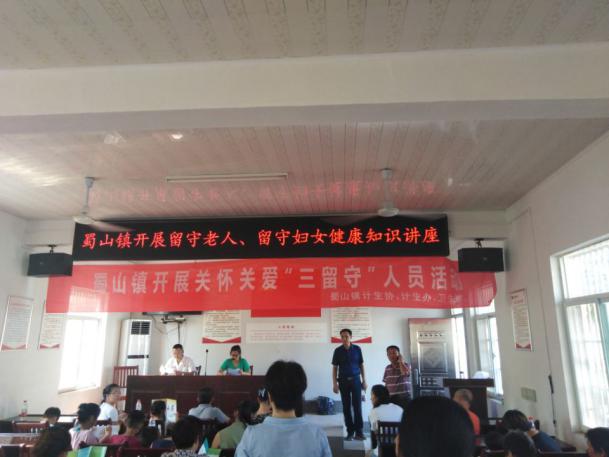 蜀山镇开展留守老人、留守妇女健康知识讲座
蜀山镇开展关怀关爱“三留守”人员活动
蜀山镇计生协、计生办、卫